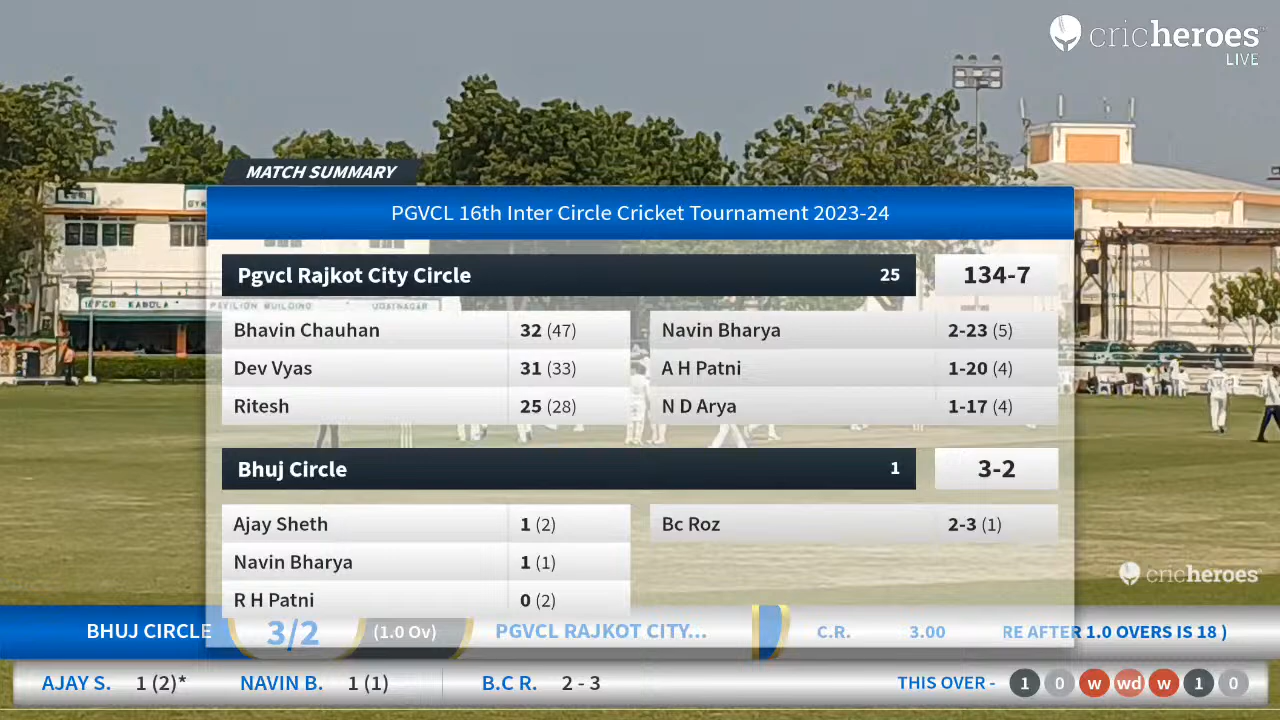 cricheroes
LIVE
MATCH SUMMARY
PGVCL 16th Inter Circle Cricket Tournament 2023-24
Pgvcl Rajkot City Circle 25 134-7
IFFCO KANDLA PAVILION BUILDING UDAYNAGAR
Bhavin Chauhan 32 (47) Navin Bharya 2-23 (5)
Dev Vyas 31 (33) A H Patni 1-20 (4)
Ritesh 25 (28) N D Arya 1-17 (4)
Bhuj Circle 1 3-2
Ajay Sheth 1 (2) Bc Roz 2-3 (1)
Navin Bharya 1 (1)
cricheroes
R H Patni 0 (2)
BHUJ CIRCLE 3/2 (1.0 Ov) PGVCL RAJKOT CITY... C.R. 3.00 RE AFTER 1.0 OVERS IS 18 )
AJAY S. 1 (2)* NAVIN B. 1 (1) B.C R. 2 - 3 THIS OVER - 1 0 w wd w 1 0